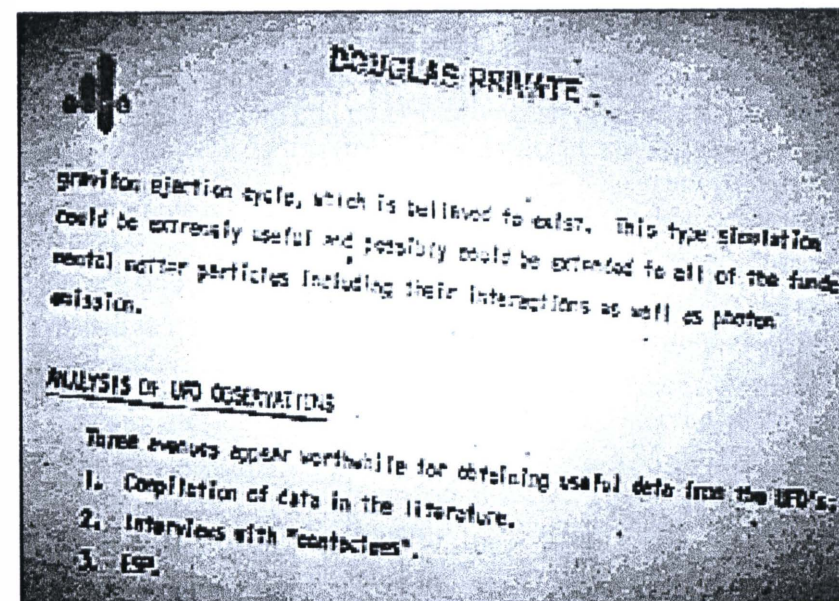 DOUGLAS PRIVATE
graviton ejection cycle, which is believed to exist. This type simulation
could be extremely useful and possibly could be extended to all of the funda
mental matter particles including their interactions as well as photon
emission.
ANALYSIS OF UFO OBSERVATIONS
Three avenues appear worthwhile for obtaining useful data from the UFO's:
1. Compilation of data in the literature.
2. Interviews with "contactees".
3. ESP.